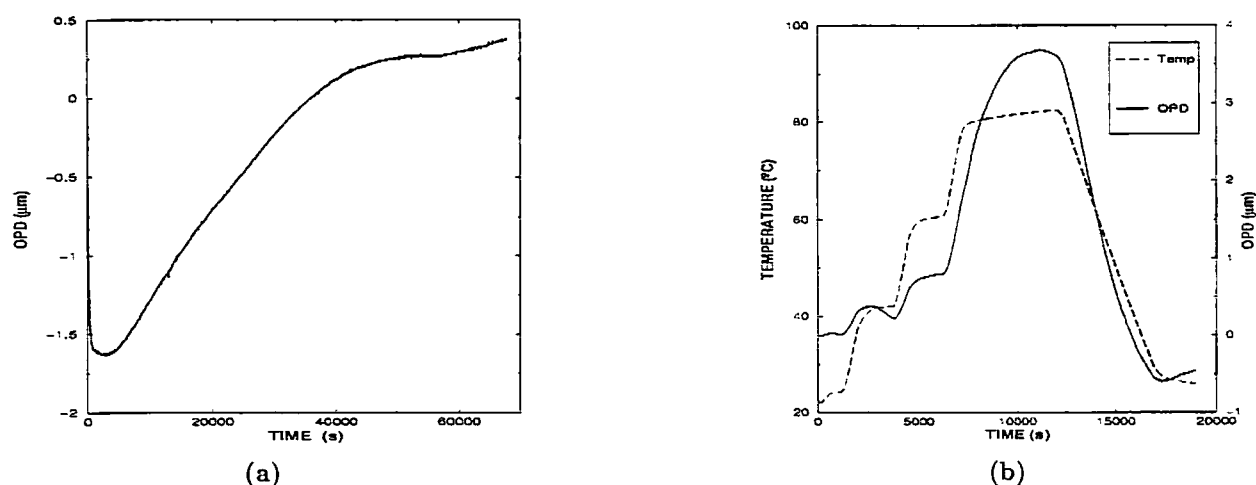 0.5
0
−0.5
−1
−1.5
−2
OPD (μm)
0
20000
40000
60000
TIME (s)
(a)
100
80
60
40
20
TEMPERATURE (ºC)
Temp
OPD
4
3
2
1
0
−1
OPD (μm)
0
5000
10000
15000
20000
TIME (s)
(b)